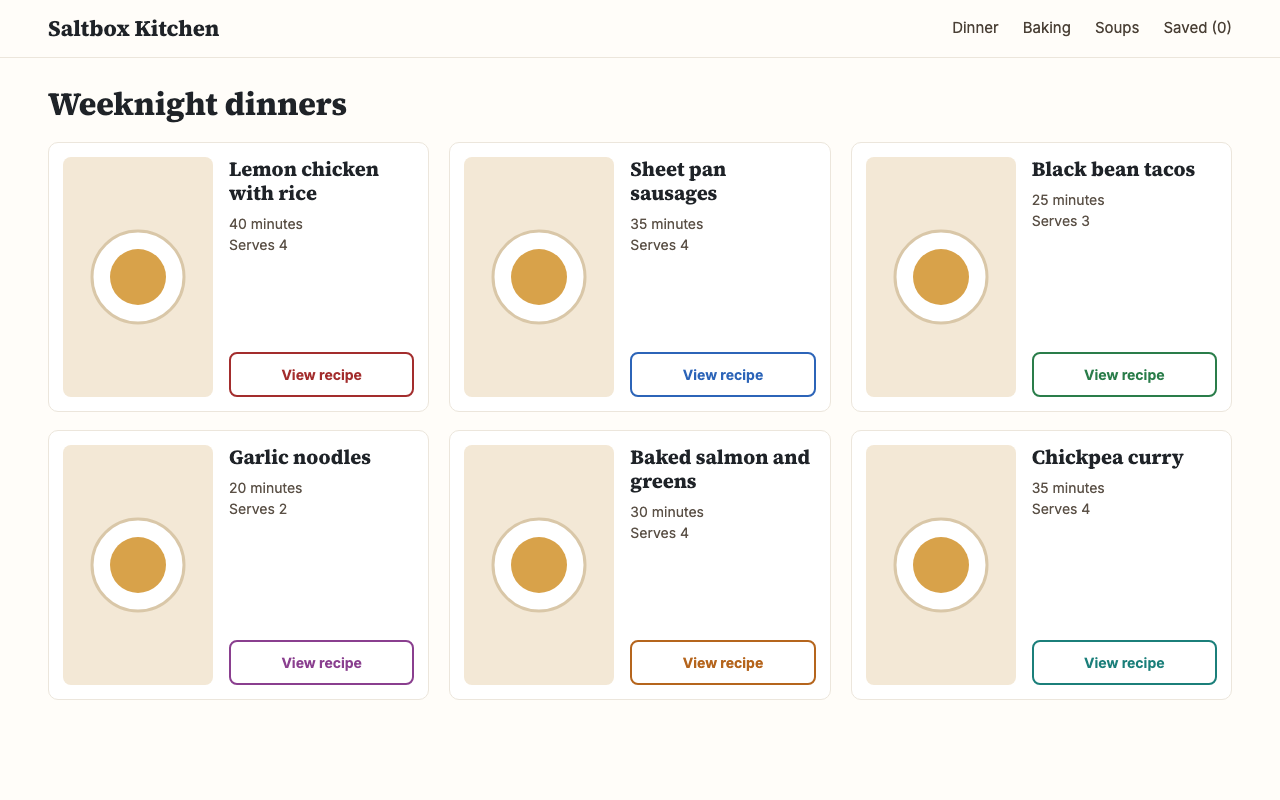 Saltbox Kitchen
Dinner Baking Soups Saved (0)
Weeknight dinners
Lemon chicken
with rice
40 minutes
Serves 4
View recipe
Sheet pan
sausages
35 minutes
Serves 4
View recipe
Black bean tacos
25 minutes
Serves 3
View recipe
Garlic noodles
20 minutes
Serves 2
View recipe
Baked salmon and
greens
30 minutes
Serves 4
View recipe
Chickpea curry
35 minutes
Serves 4
View recipe